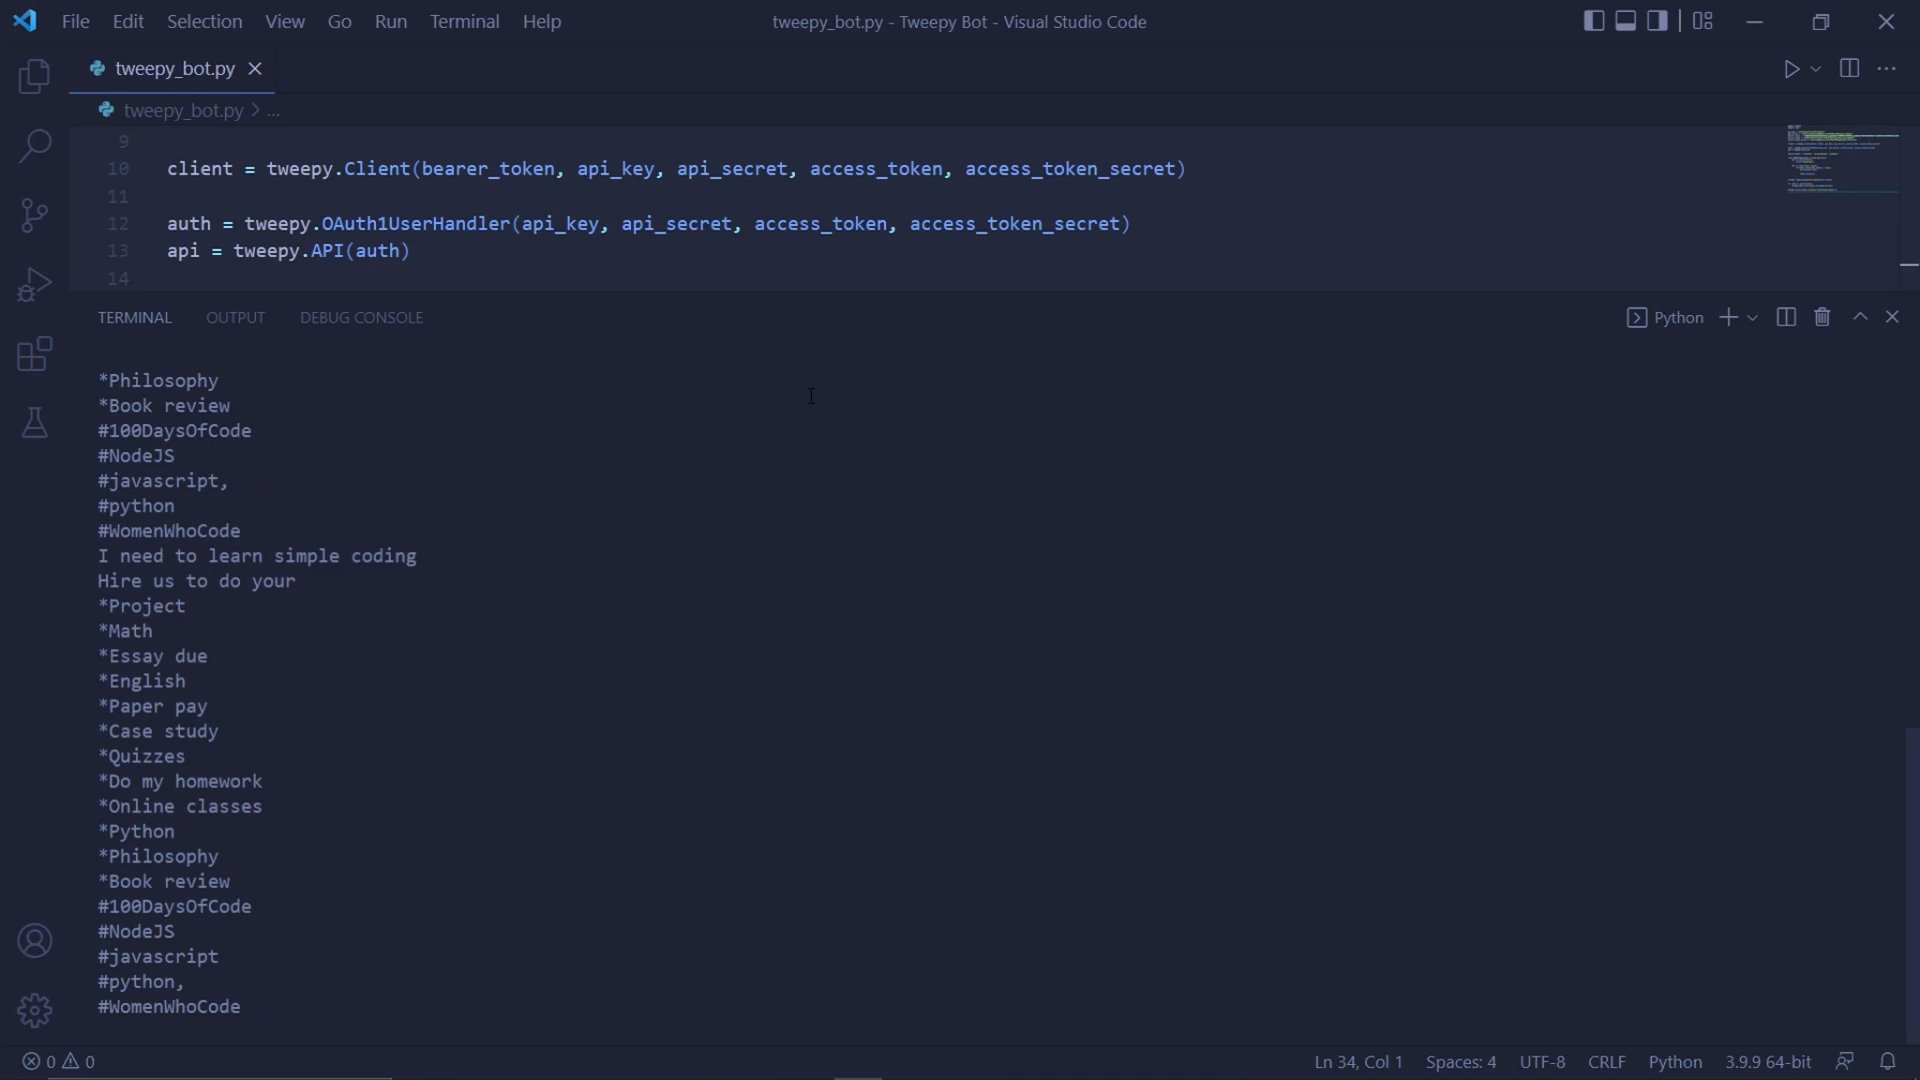 File Edit Selection View Go Run Terminal Help tweepy_bot.py - Tweepy Bot - Visual Studio Code
tweepy_bot.py
tweepy_bot.py > ...
9
10 client = tweepy.Client(bearer_token, api_key, api_secret, access_token, access_token_secret)
11
12 auth = tweepy.OAuth1UserHandler(api_key, api_secret, access_token, access_token_secret)
13 api = tweepy.API(auth)
14
TERMINAL OUTPUT DEBUG CONSOLE Python
*Philosophy
*Book review
#100DaysOfCode
#NodeJS
#javascript,
#python
#WomenWhoCode
I need to learn simple coding
Hire us to do your
*Project
*Math
*Essay due
*English
*Paper pay
*Case study
*Quizzes
*Do my homework
*Online classes
*Python
*Philosophy
*Book review
#100DaysOfCode
#NodeJS
#javascript
#python,
#WomenWhoCode
0 0 Ln 34, Col 1 Spaces: 4 UTF-8 CRLF Python 3.9.9 64-bit